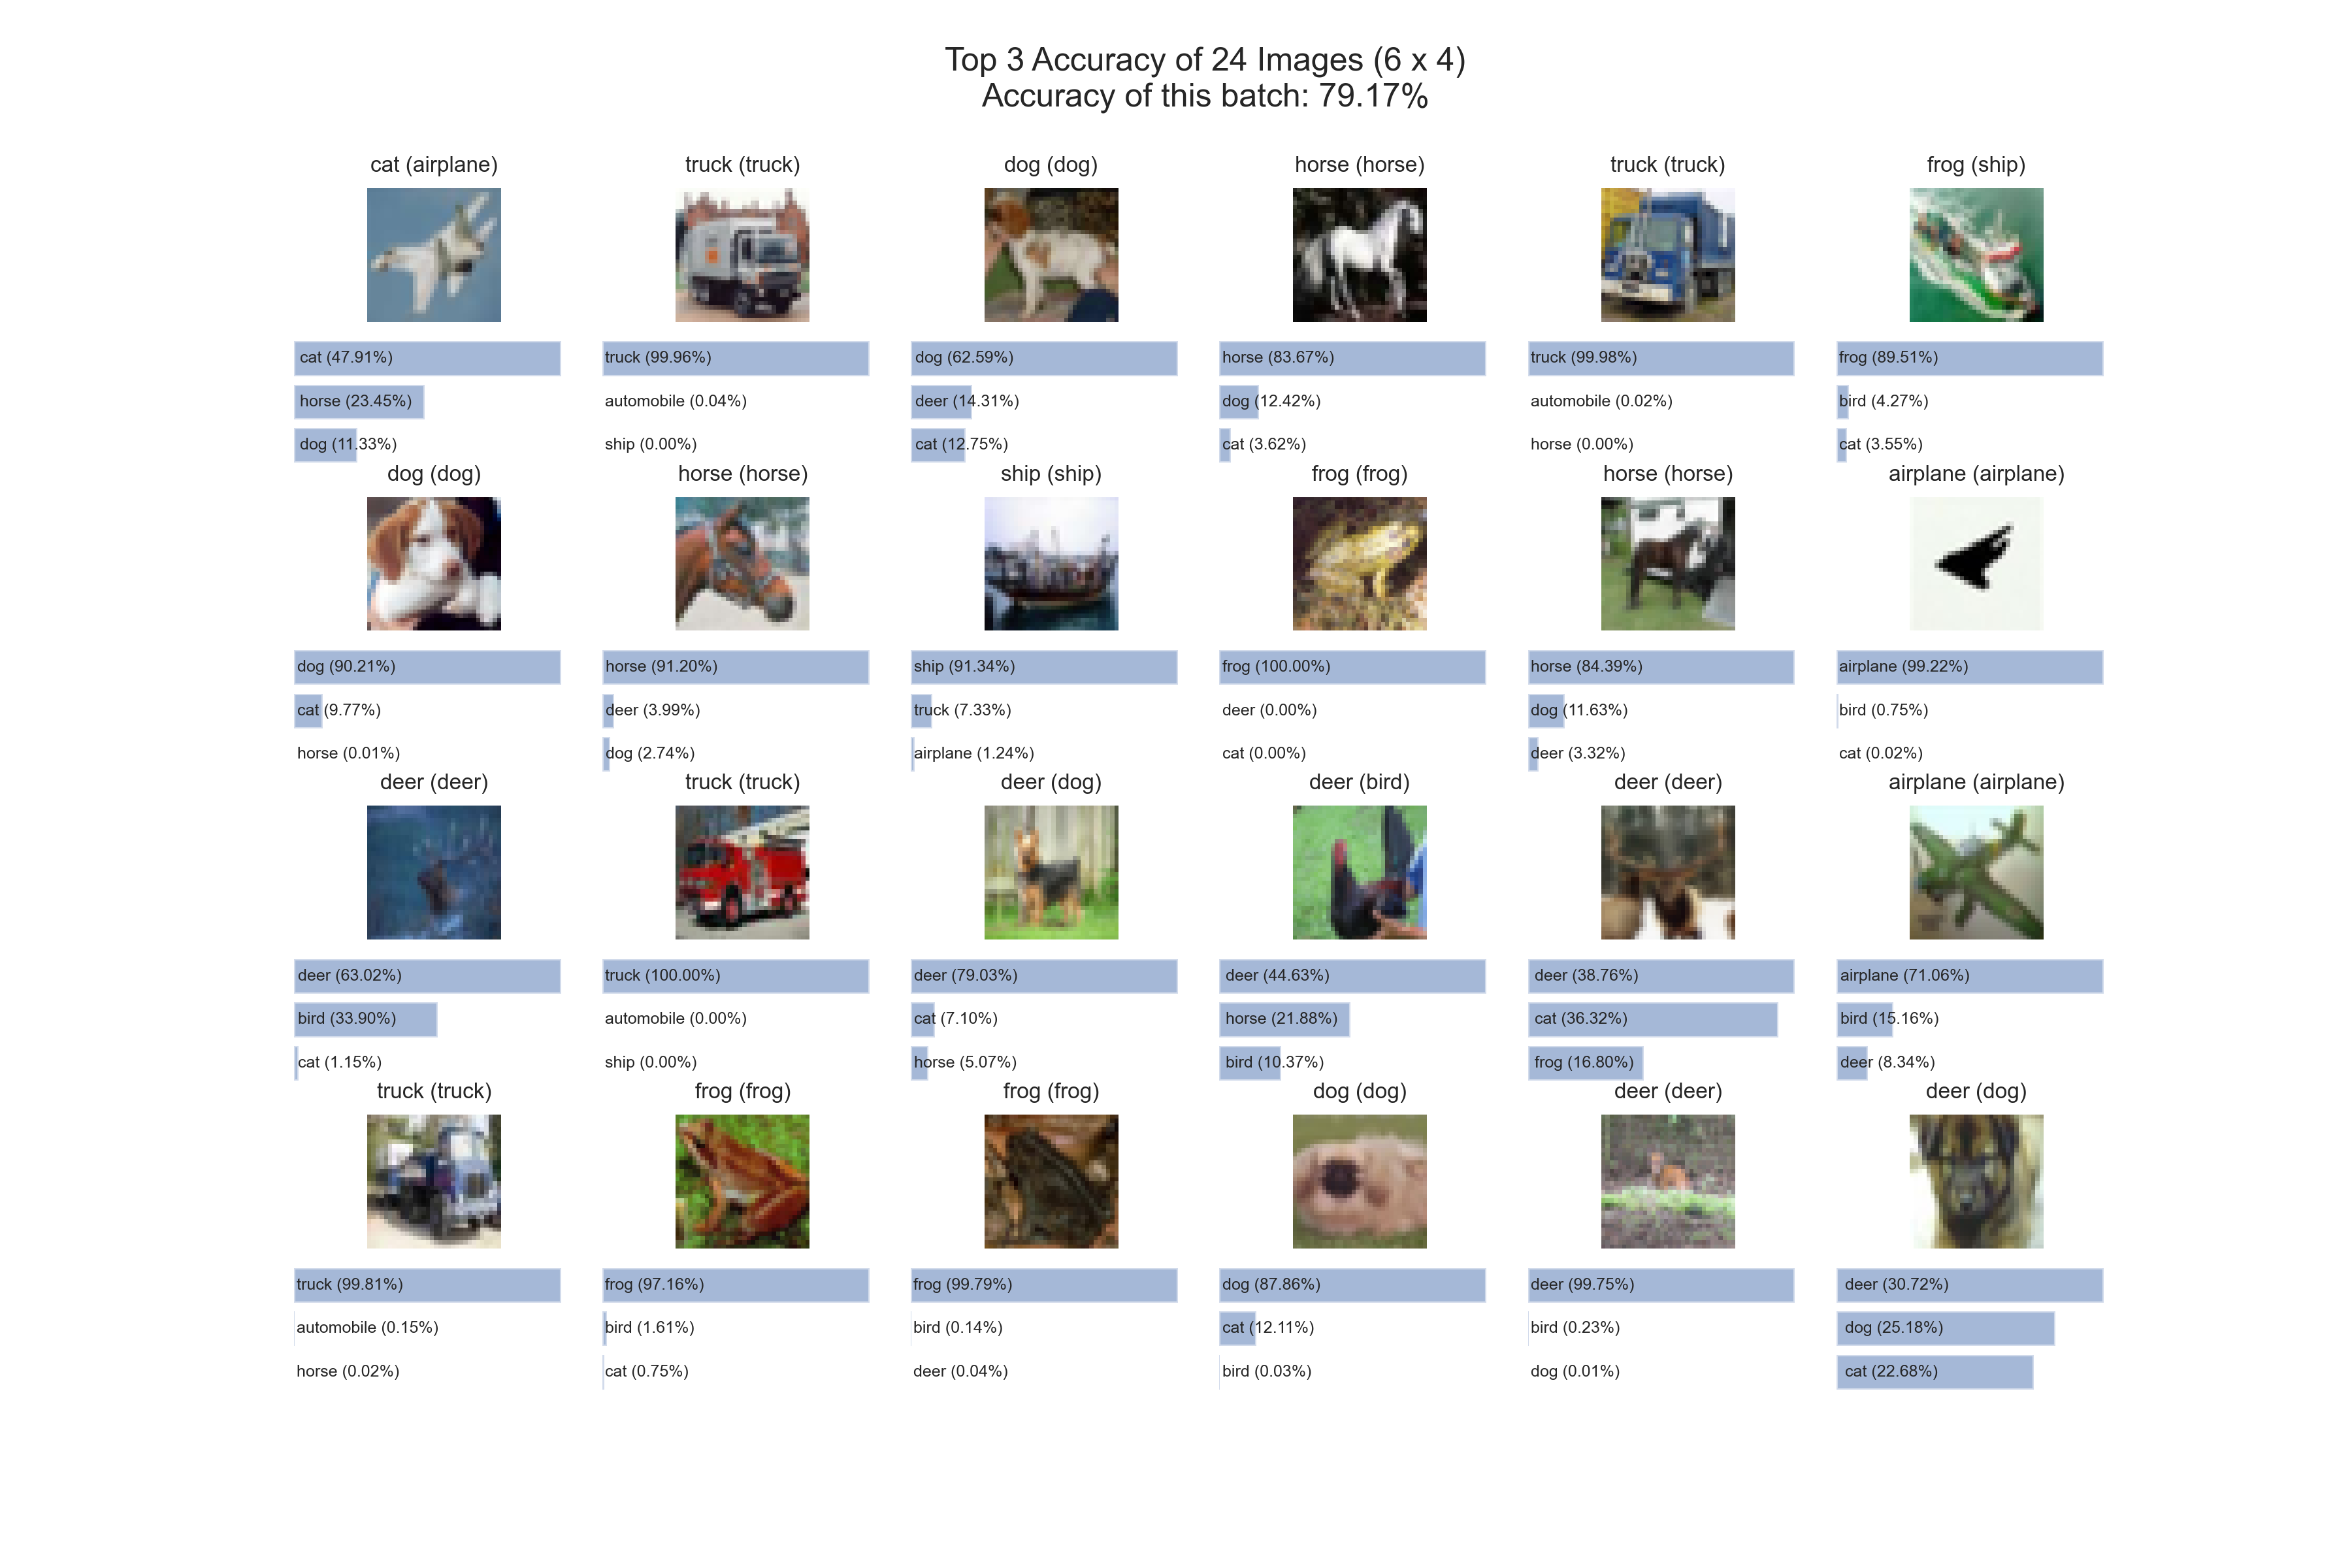 Top 3 Accuracy of 24 Images (6 x 4)
Accuracy of this batch: 79.17%
cat (airplane)
cat (47.91%)
horse (23.45%)
dog (11.33%)
truck (truck)
truck (99.96%)
automobile (0.04%)
ship (0.00%)
dog (dog)
dog (62.59%)
deer (14.31%)
cat (12.75%)
horse (horse)
horse (83.67%)
dog (12.42%)
cat (3.62%)
truck (truck)
truck (99.98%)
automobile (0.02%)
horse (0.00%)
frog (ship)
frog (89.51%)
bird (4.27%)
cat (3.55%)
dog (dog)
dog (90.21%)
cat (9.77%)
horse (0.01%)
horse (horse)
horse (91.20%)
deer (3.99%)
dog (2.74%)
ship (ship)
ship (91.34%)
truck (7.33%)
airplane (1.24%)
frog (frog)
frog (100.00%)
deer (0.00%)
cat (0.00%)
horse (horse)
horse (84.39%)
dog (11.63%)
deer (3.32%)
airplane (airplane)
airplane (99.22%)
bird (0.75%)
cat (0.02%)
deer (deer)
deer (63.02%)
bird (33.90%)
cat (1.15%)
truck (truck)
truck (100.00%)
automobile (0.00%)
ship (0.00%)
deer (dog)
deer (79.03%)
cat (7.10%)
horse (5.07%)
deer (bird)
deer (44.63%)
horse (21.88%)
bird (10.37%)
deer (deer)
deer (38.76%)
cat (36.32%)
frog (16.80%)
airplane (airplane)
airplane (71.06%)
bird (15.16%)
deer (8.34%)
truck (truck)
truck (99.81%)
automobile (0.15%)
horse (0.02%)
frog (frog)
frog (97.16%)
bird (1.61%)
cat (0.75%)
frog (frog)
frog (99.79%)
bird (0.14%)
deer (0.04%)
dog (dog)
dog (87.86%)
cat (12.11%)
bird (0.03%)
deer (deer)
deer (99.75%)
bird (0.23%)
dog (0.01%)
deer (dog)
deer (30.72%)
dog (25.18%)
cat (22.68%)